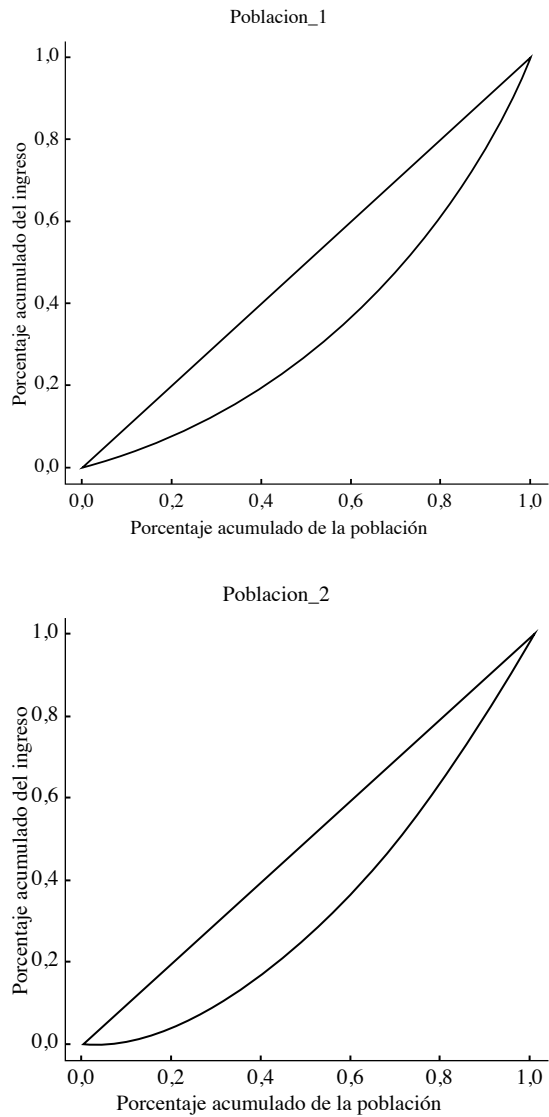 Poblacion_1
Porcentaje acumulado del ingreso
1,0
0,8
0,6
0,4
0,2
0,0
0,0 0,2 0,4 0,6 0,8 1,0
Porcentaje acumulado de la población
Poblacion_2
Porcentaje acumulado del ingreso
1,0
0,8
0,6
0,4
0,2
0,0
0,0 0,2 0,4 0,6 0,8 1,0
Porcentaje acumulado de la población